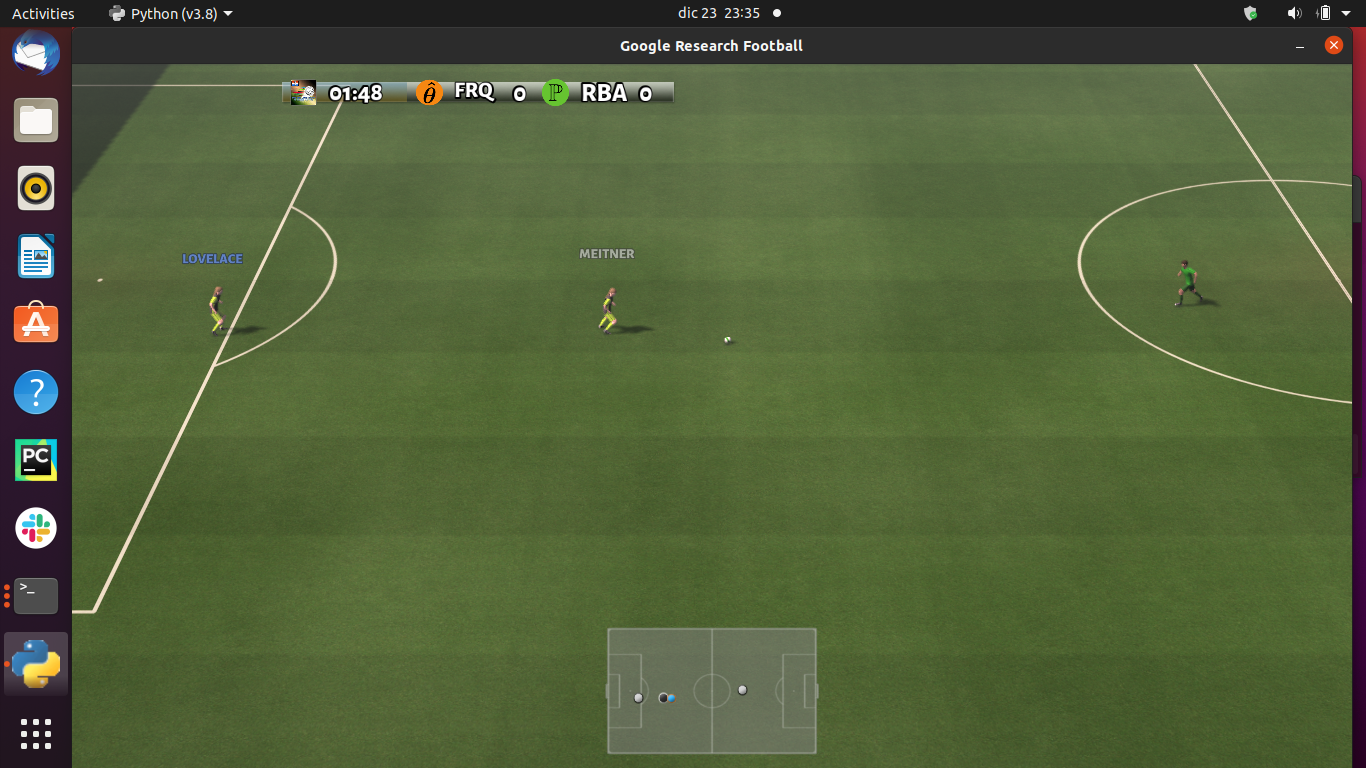 Activities Python (v3.8) dic 23 23:35
Google Research Football
01:48 θ̂ FRQ 0 ℙ RBA 0
LOVELACE MEITNER
?
PC
>_